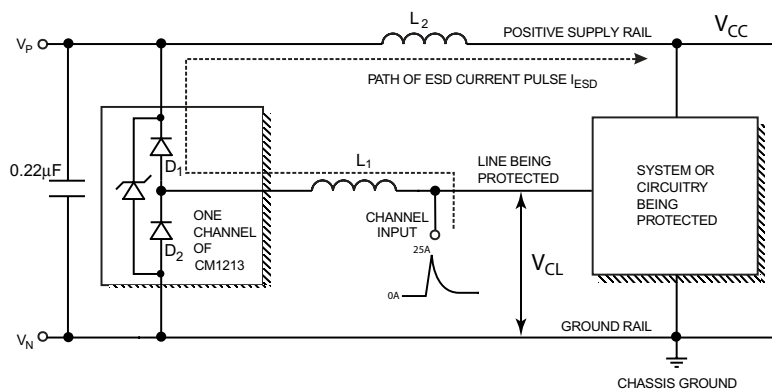 L2
POSITIVE SUPPLY RAIL
VCC
VP
PATH OF ESD CURRENT PULSE IESD
0.22μF
D1
L1
LINE BEING
PROTECTED
SYSTEM OR
CIRCUITRY
BEING
PROTECTED
ONE
CHANNEL
OF
CM1213
D2
CHANNEL
INPUT
25A
0A
VCL
VN
GROUND RAIL
CHASSIS GROUND